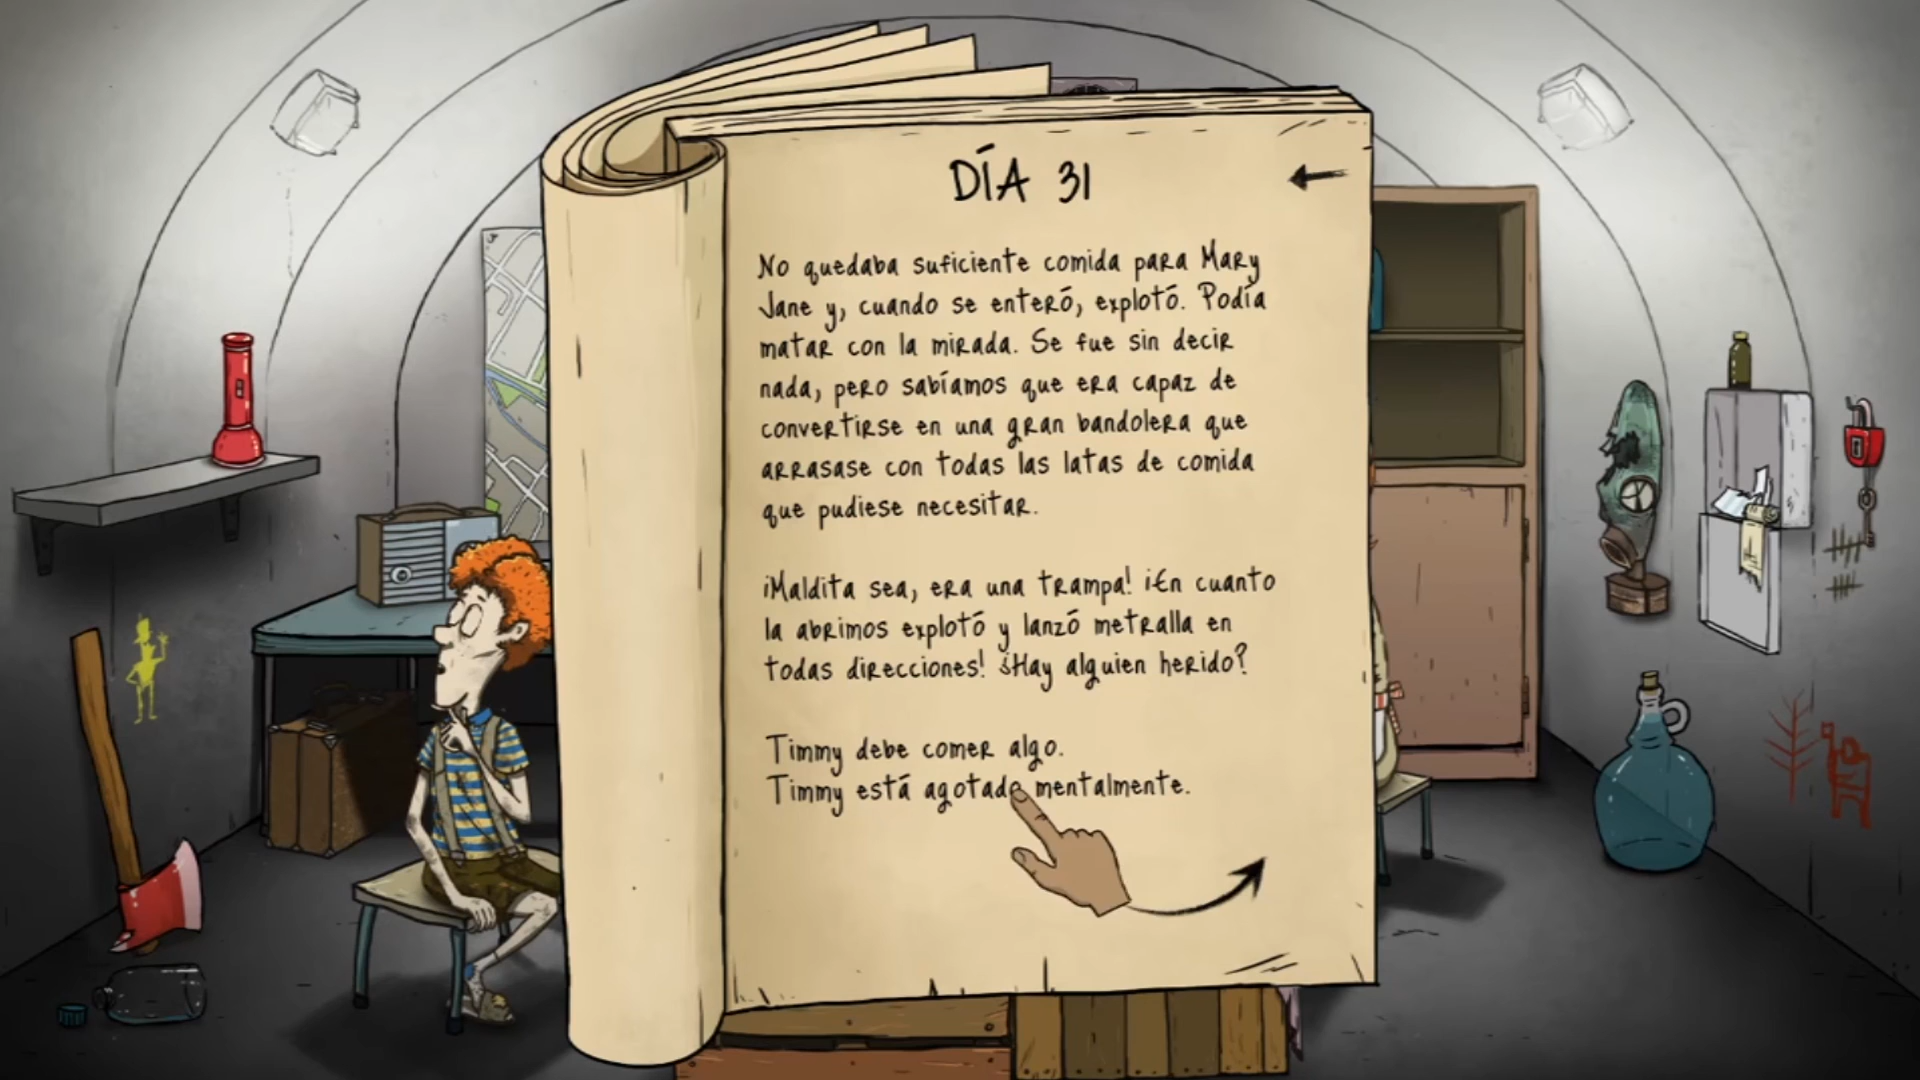 DÍA 31
No quedaba suficiente comida para Mary
Jane y, cuando se enteró, explotó. Podía
matar con la mirada. Se fue sin decir
nada, pero sabíamos que era capaz de
convertirse en una gran bandolera que
arrasase con todas las latas de comida
que pudiese necesitar.
¡Maldita sea, era una trampa! ¡En cuanto
la abrimos explotó y lanzó metralla en
todas direcciones! ¿Hay alguien herido?
Timmy debe comer algo.
Timmy está agotado mentalmente.